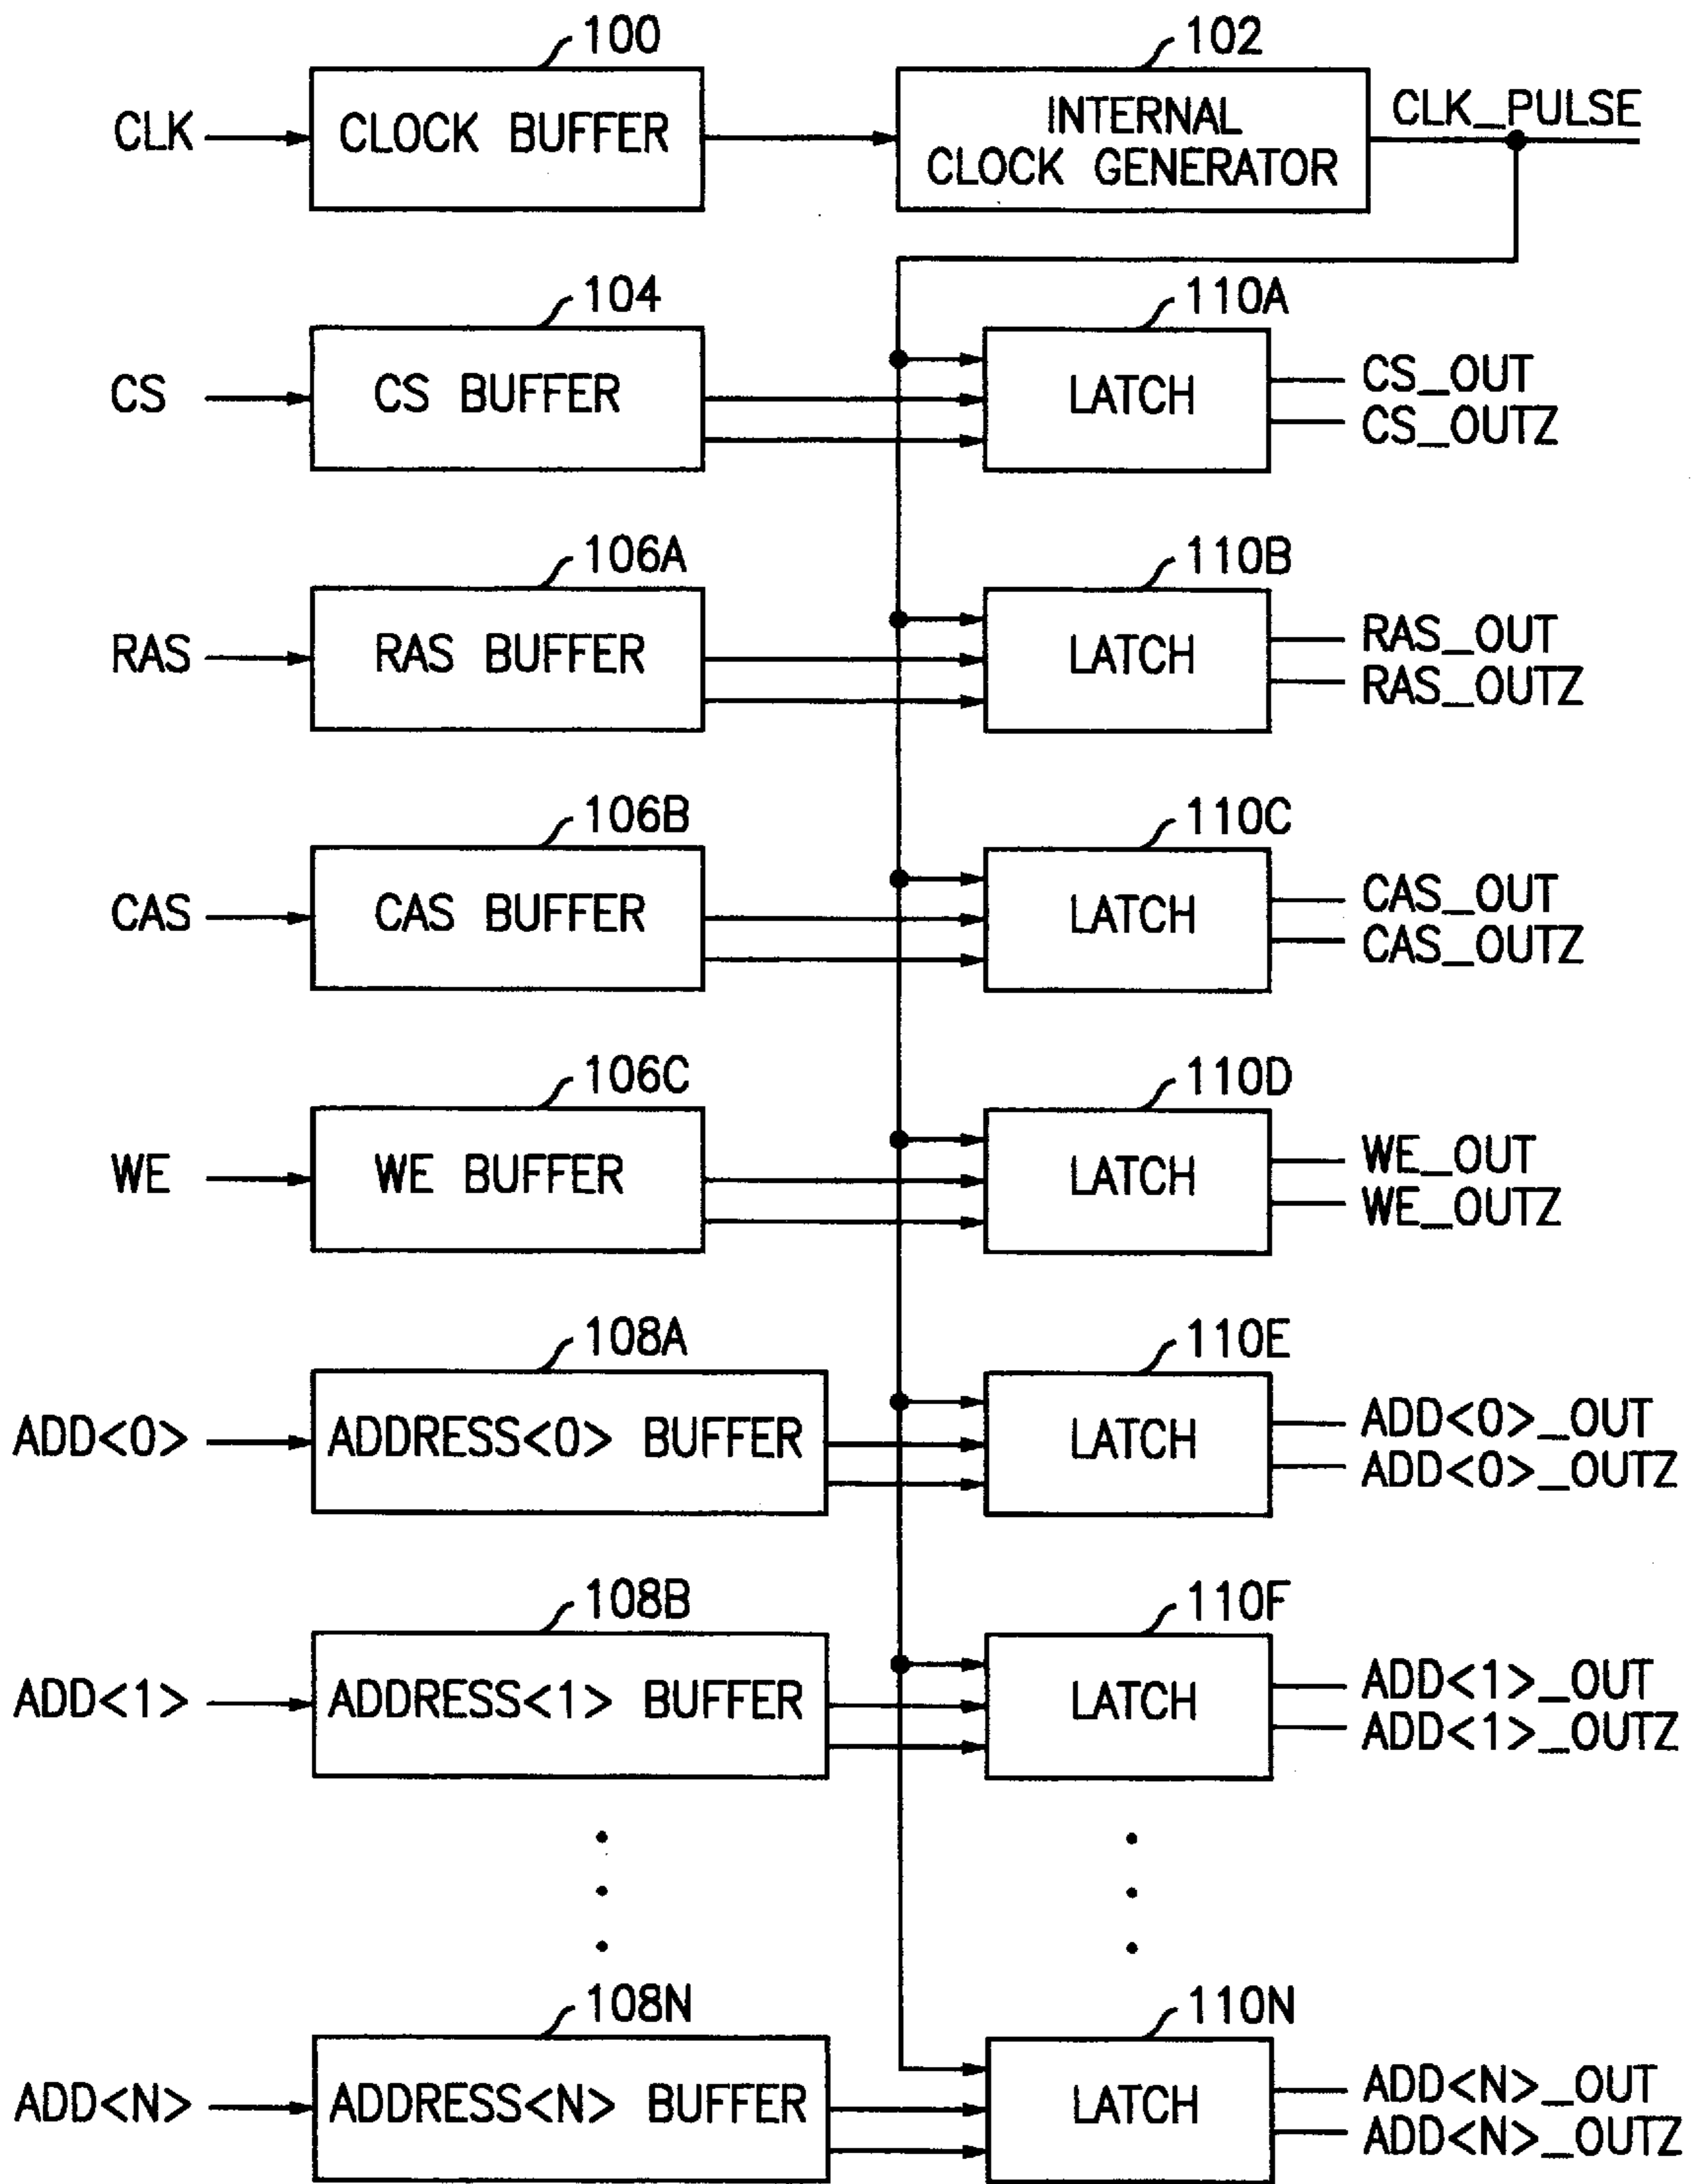 100
102
CLK
CLOCK BUFFER
INTERNAL
CLOCK GENERATOR
CLK_PULSE
104
110A
CS
CS BUFFER
LATCH
CS_OUT
CS_OUTZ
106A
110B
RAS
RAS BUFFER
LATCH
RAS_OUT
RAS_OUTZ
106B
110C
CAS
CAS BUFFER
LATCH
CAS_OUT
CAS_OUTZ
106C
110D
WE
WE BUFFER
LATCH
WE_OUT
WE_OUTZ
108A
110E
ADD<0>
ADDRESS<0> BUFFER
LATCH
ADD<0>_OUT
ADD<0>_OUTZ
108B
110F
ADD<1>
ADDRESS<1> BUFFER
LATCH
ADD<1>_OUT
ADD<1>_OUTZ
108N
110N
ADD<N>
ADDRESS<N> BUFFER
LATCH
ADD<N>_OUT
ADD<N>_OUTZ